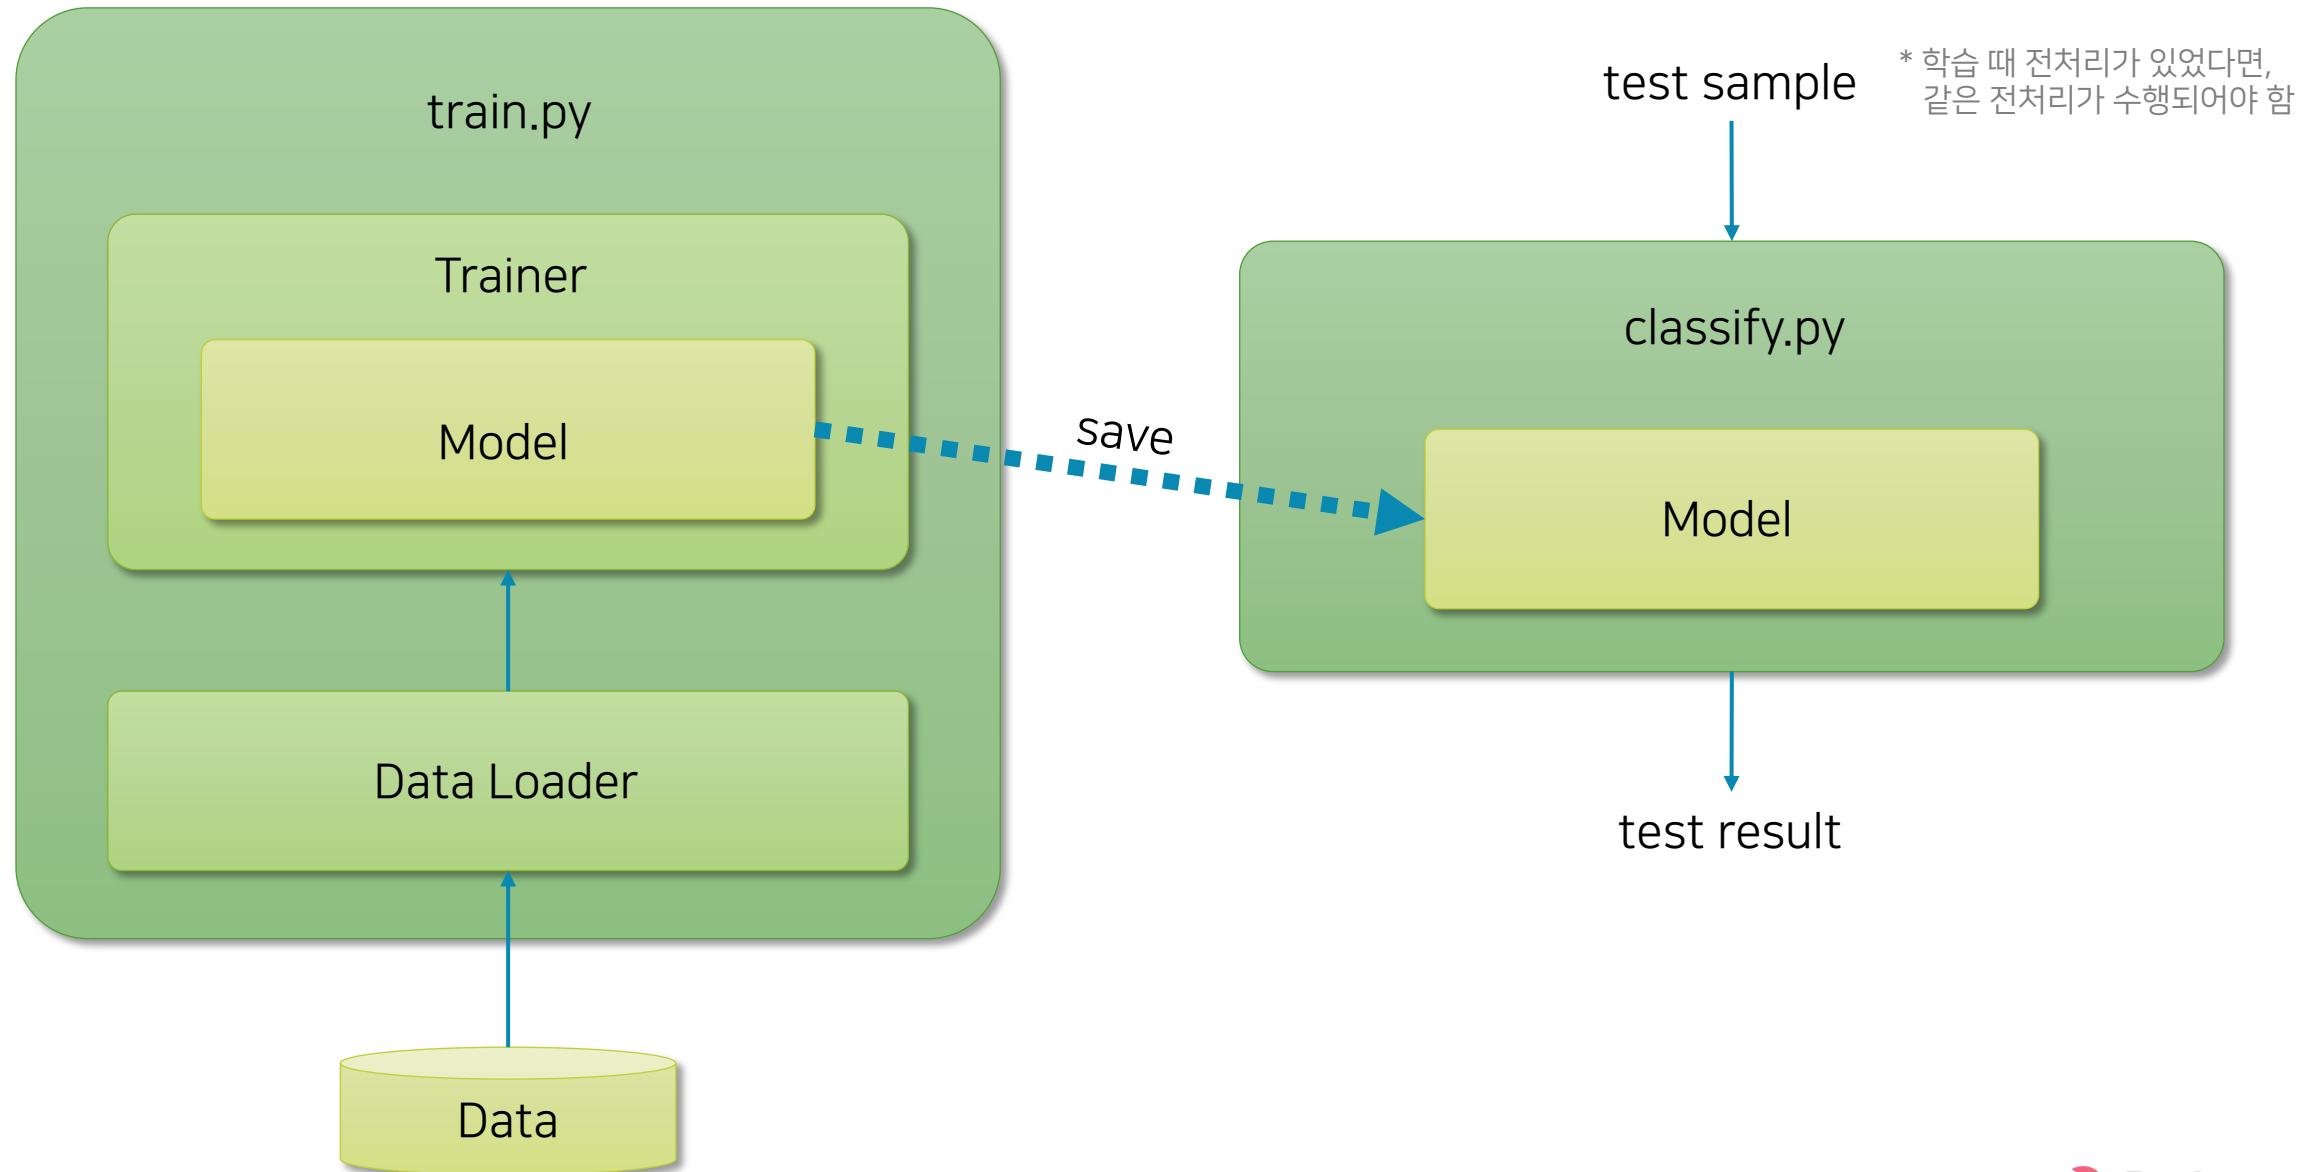 train.py
Trainer
Model
Data Loader
Data
save
test sample
* 학습 때 전처리가 있었다면,
같은 전처리가 수행되어야 함
classify.py
Model
test result